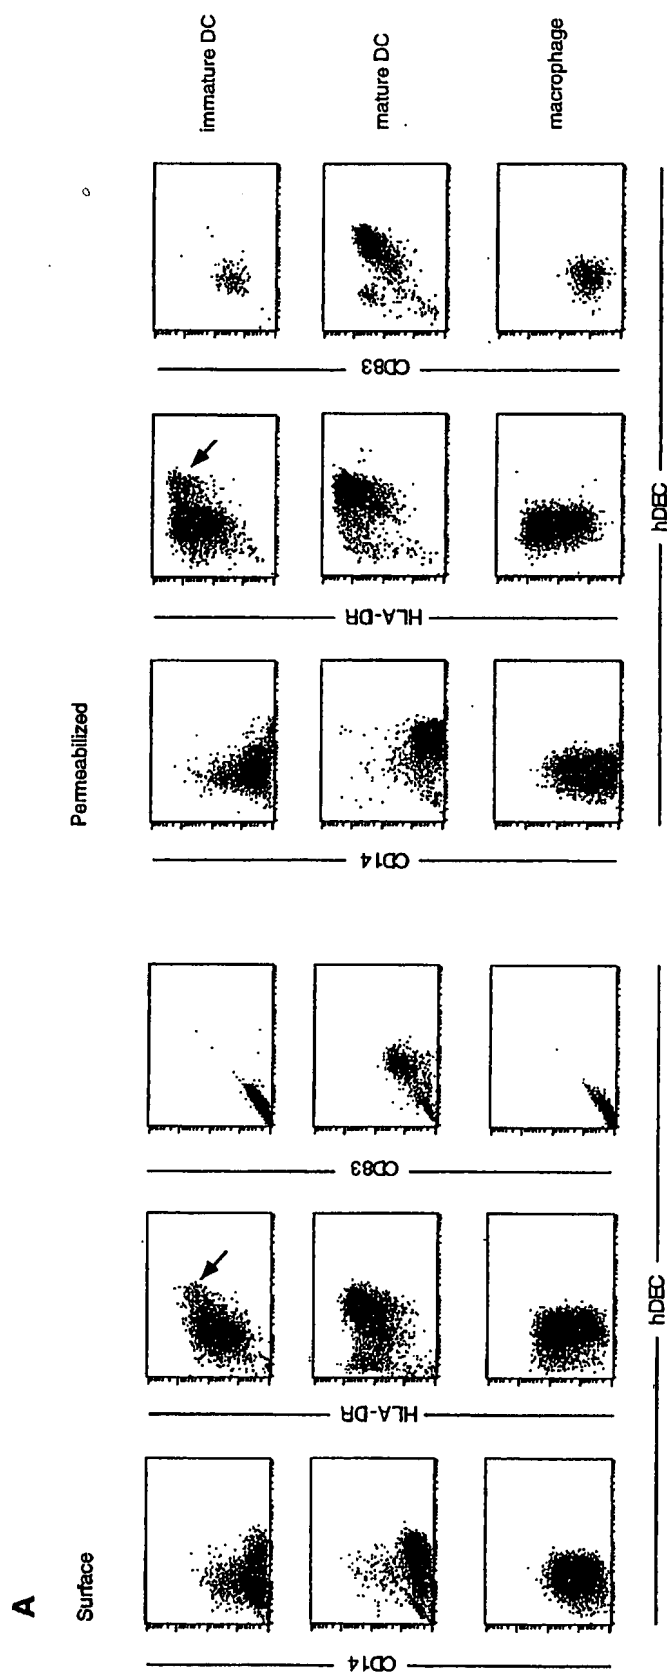 A
Surface
Permeabilized
CD14
HLA-DR
CD83
CD14
HLA-DR
CD83
immature DC
mature DC
macrophage
hDEC
hDEC